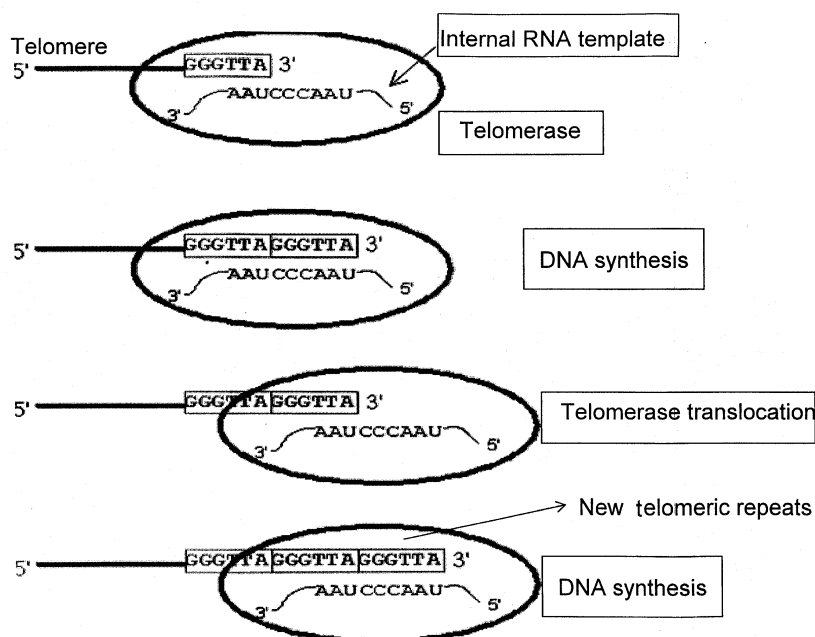 Internal RNA template
Telomere
5' GGGTTA 3'
3' AAUCCCAAU 5'
Telomerase
5' GGGTTAGGGTTA 3'
DNA synthesis
3' AAUCCCAAU 5'
5' GGGTTAGGGTTA 3'
Telomerase translocation
3' AAUCCCAAU 5'
New telomeric repeats
5' GGGTTAGGGTTAGGGTTA 3'
DNA synthesis
3' AAUCCCAAU 5'